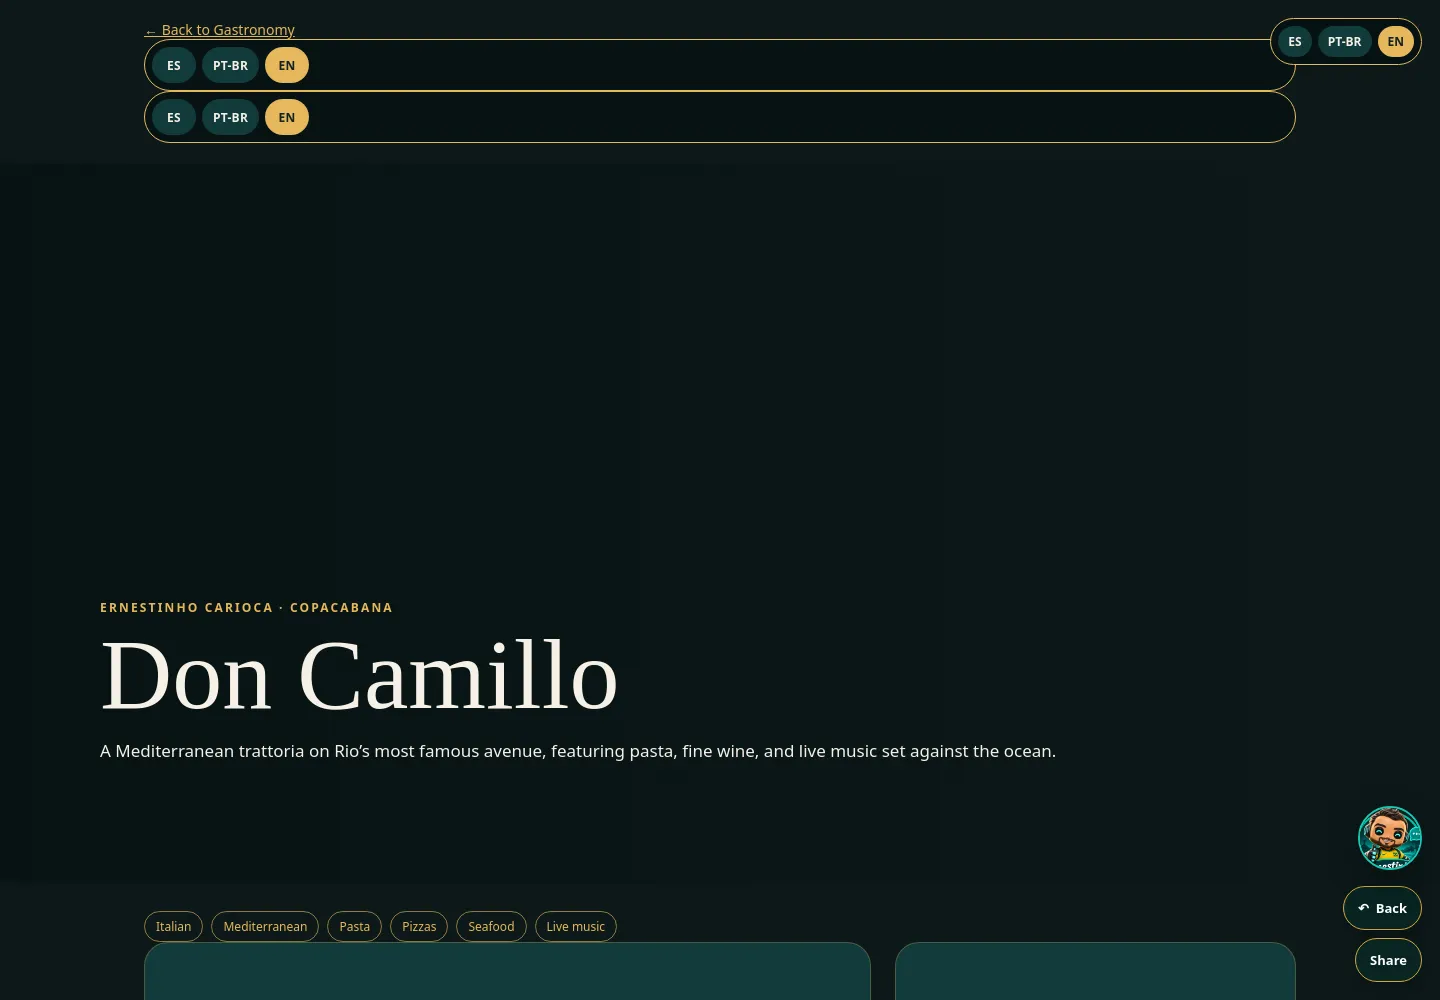 ← Back to Gastronomy
ES PT-BR EN
ES PT-BR EN
ES PT-BR EN
ERNESTINHO CARIOCA · COPACABANA
Don Camillo
A Mediterranean trattoria on Rio’s most famous avenue, featuring pasta, fine wine, and live music set against the ocean.
↶ Back
Italian Mediterranean Pasta Pizzas Seafood Live music
Share